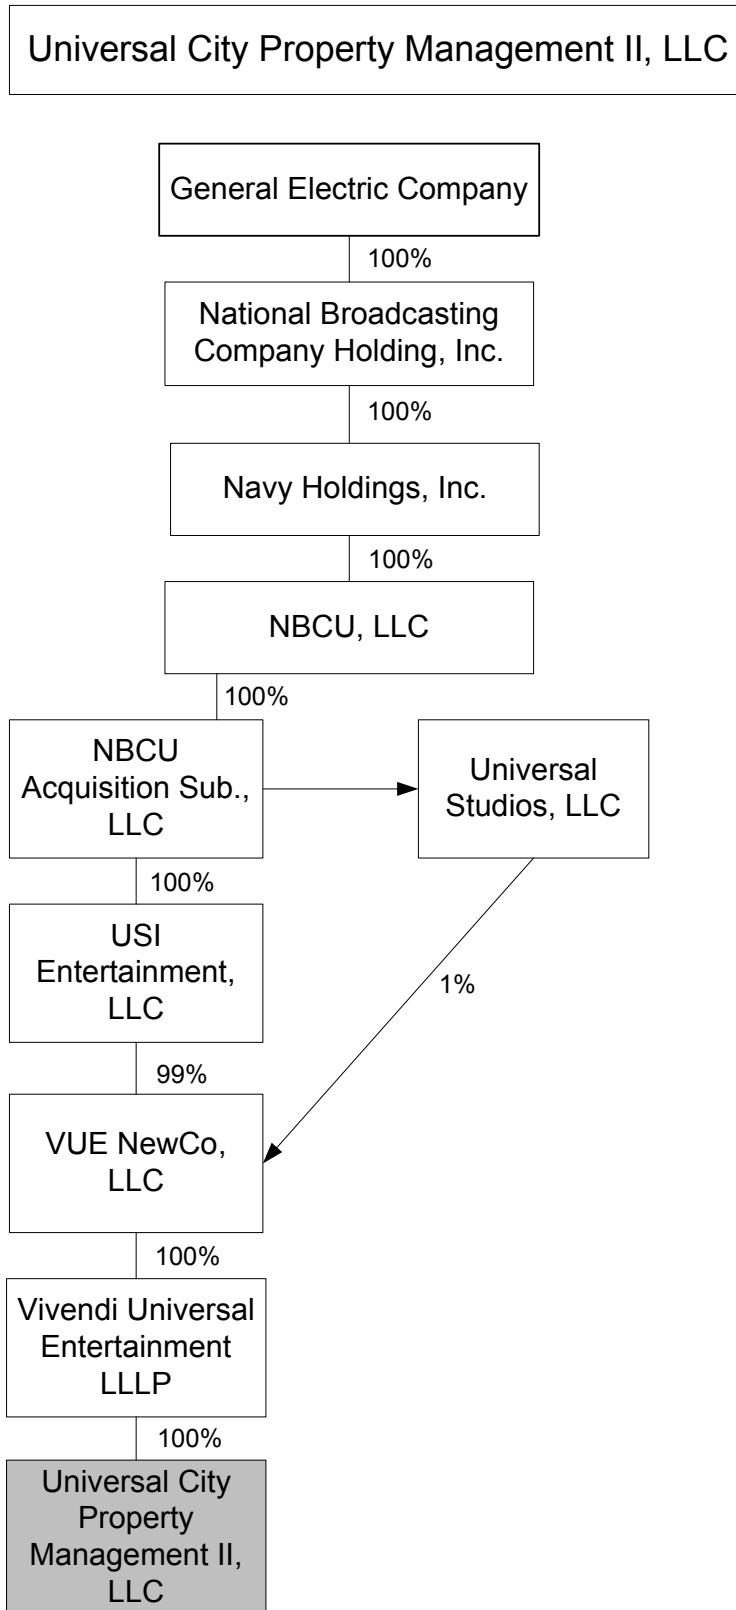 Universal City Property Management II, LLC
General Electric Company
100%
National Broadcasting
Company Holding, Inc.
100%
Navy Holdings, Inc.
100%
NBCU, LLC
100%
NBCU
Acquisition Sub.,
LLC
Universal
Studios, LLC
100%
USI
Entertainment,
LLC
1%
99%
VUE NewCo,
LLC
100%
Vivendi Universal
Entertainment
LLLP
100%
Universal City
Property
Management II,
LLC